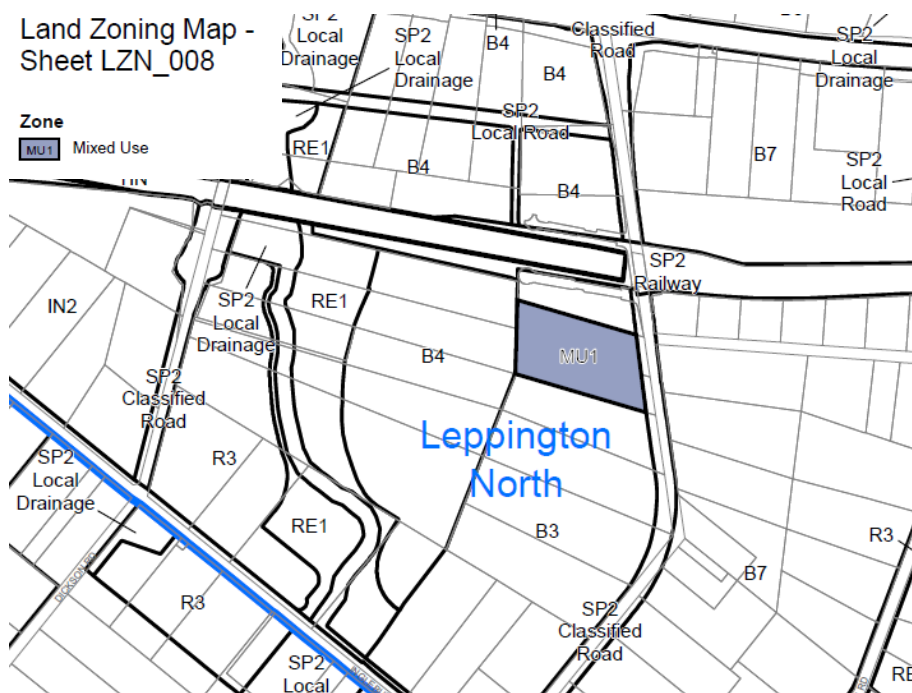 Land Zoning Map -
Sheet LZN_008
Zone
MU1 Mixed Use
SP2
Local
Drainage
SP2
Local
Drainage
B4
Classified
Road
SP2
Local
Drainage
B4
SP2
Local Road
RE1
B4
B4
B7
SP2
Local
Road
SP2
Railway
IN2
SP2
Local
Drainage
RE1
B4
MU1
SP2
Classified
Road
Leppington
North
SP2
Local
Drainage
R3
RE1
B3
R3
B7
DICKSON RD
R3
SP2
Classified
Road
SP2
Local
RD